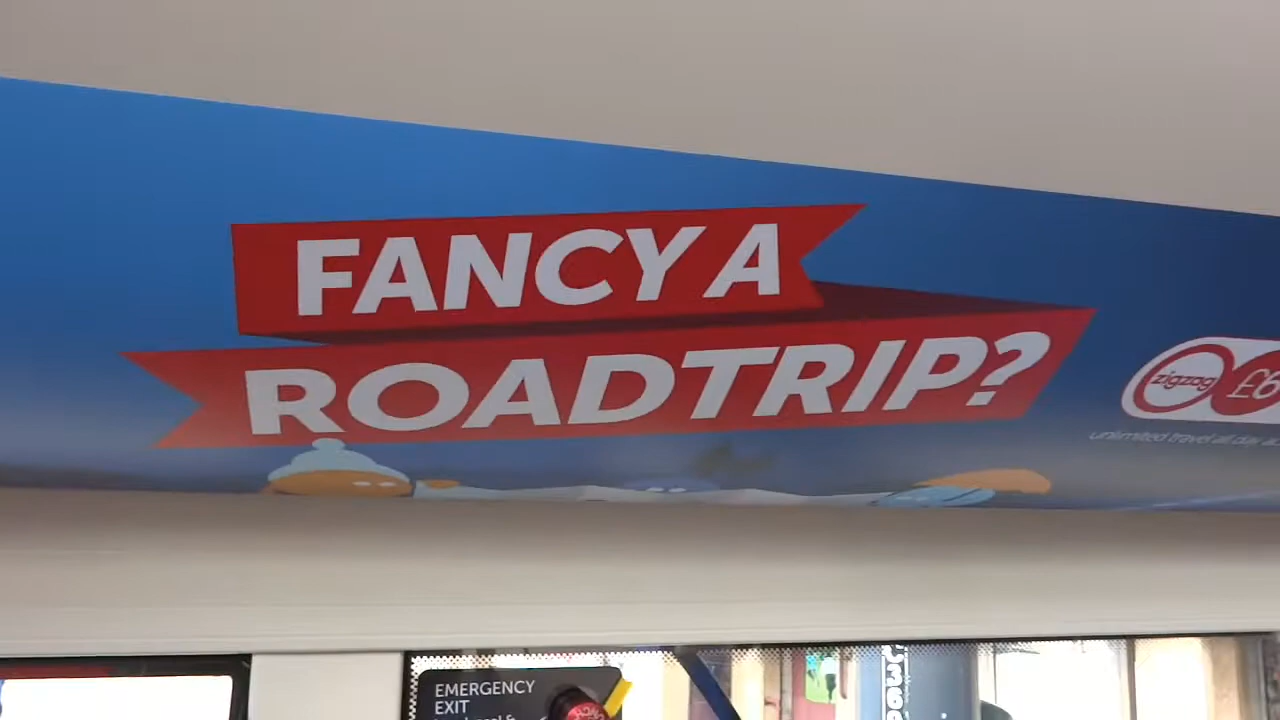 FANCY A
ROADTRIP?
zigzag £6
unlimited travel all day
EMERGENCY
EXIT